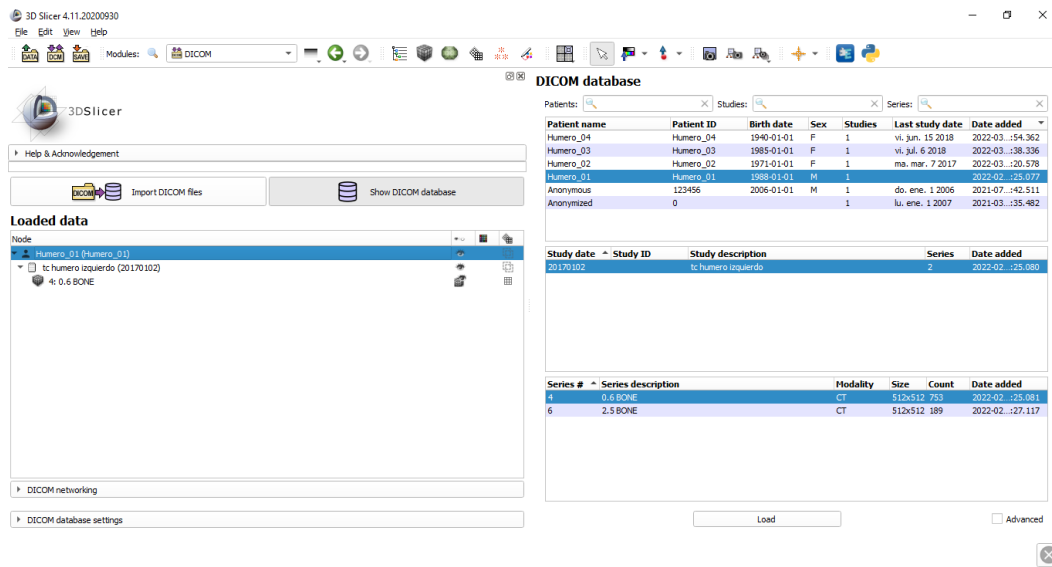 3D Slicer 4.11.20200930
File Edit View Help
DATA DCM SAVE Modules: DICOM
3DSlicer
Help & Acknowledgement
DICOM Import DICOM files Show DICOM database
Loaded data
Node
Humero_01 (Humero_01)
tc humero izquierdo (20170102)
4: 0.6 BONE
DICOM networking
DICOM database settings
DICOM database
Patients: Studies: Series:
Patient name Patient ID Birth date Sex Studies Last study date Date added
Humero_04 Humero_04 1940-01-01 F 1 vi. jun. 15 2018 2022-03...:54.362
Humero_03 Humero_03 1985-01-01 F 1 vi. jul. 6 2018 2022-03...:38.336
Humero_02 Humero_02 1971-01-01 F 1 ma. mar. 7 2017 2022-03...:20.578
Humero_01 Humero_01 1988-01-01 M 1 2022-02...:25.077
Anonymous 123456 2006-01-01 M 1 do. ene. 1 2006 2021-07...:42.511
Anonymized 0 1 lu. ene. 1 2007 2021-03...:35.482
Study date Study ID Study description Series Date added
20170102 tc humero izquierdo 2 2022-02...:25.080
Series # Series description Modality Size Count Date added
4 0.6 BONE CT 512x512 753 2022-02...:25.081
6 2.5 BONE CT 512x512 189 2022-02...:27.117
Load Advanced